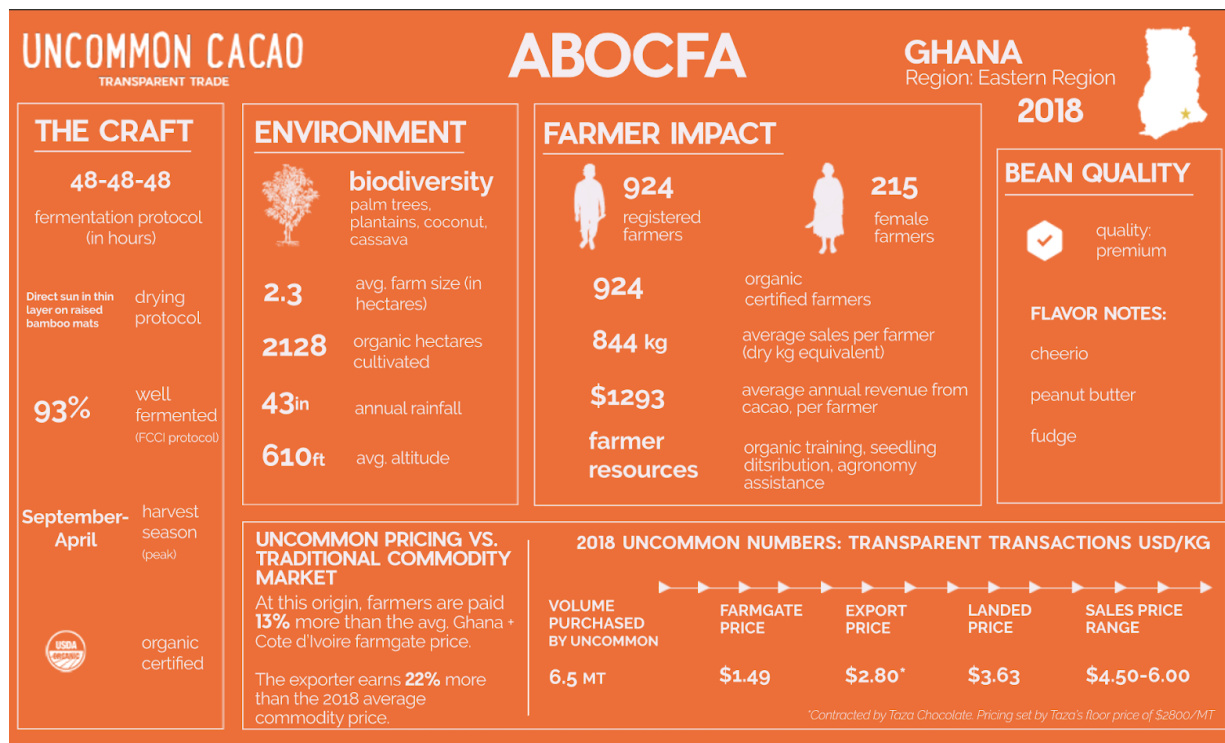 UNCOMMON CACAO
TRANSPARENT TRADE
ABOCFA
GHANA
Region: Eastern Region
2018
THE CRAFT
48-48-48
fermentation protocol
(in hours)
Direct sun in thin
layer on raised
bamboo mats
drying
protocol
93%
well
fermented
(FCCI protocol)
September-
April
harvest
season
(peak)
USDA
ORGANIC
organic
certified
ENVIRONMENT
biodiversity
palm trees,
plantains, coconut,
cassava
2.3
avg. farm size (in
hectares)
2128
organic hectares
cultivated
43in
annual rainfall
610ft
avg. altitude
FARMER IMPACT
924
registered
farmers
215
female
farmers
924
organic
certified farmers
844 kg
average sales per farmer
(dry kg equivalent)
$1293
average annual revenue from
cacao, per farmer
farmer
resources
organic training, seedling
ditsribution, agronomy
assistance
BEAN QUALITY
quality:
premium
FLAVOR NOTES:
cheerio
peanut butter
fudge
UNCOMMON PRICING VS.
TRADITIONAL COMMODITY
MARKET
At this origin, farmers are paid
13% more than the avg. Ghana +
Cote d'Ivoire farmgate price.
The exporter earns 22% more
than the 2018 average
commodity price.
2018 UNCOMMON NUMBERS: TRANSPARENT TRANSACTIONS USD/KG
VOLUME
PURCHASED
BY UNCOMMON
6.5 MT
FARMGATE
PRICE
$1.49
EXPORT
PRICE
$2.80*
LANDED
PRICE
$3.63
SALES PRICE
RANGE
$4.50-6.00
*Contracted by Taza Chocolate. Pricing set by Taza's floor price of $2800/MT